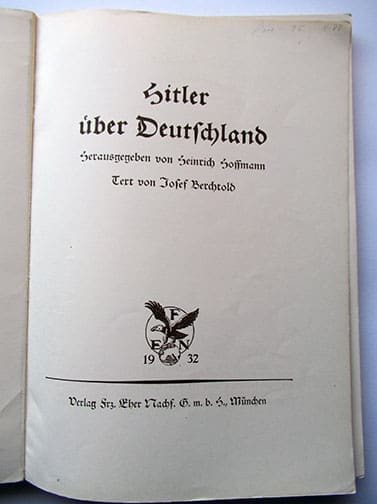 Hitler
über Deutschland
Herausgegeben von Heinrich Hoffmann
Text von Josef Berchtold
F
E N
19 32
Verlag Frz. Eher Nachf. G. m. b. H., München